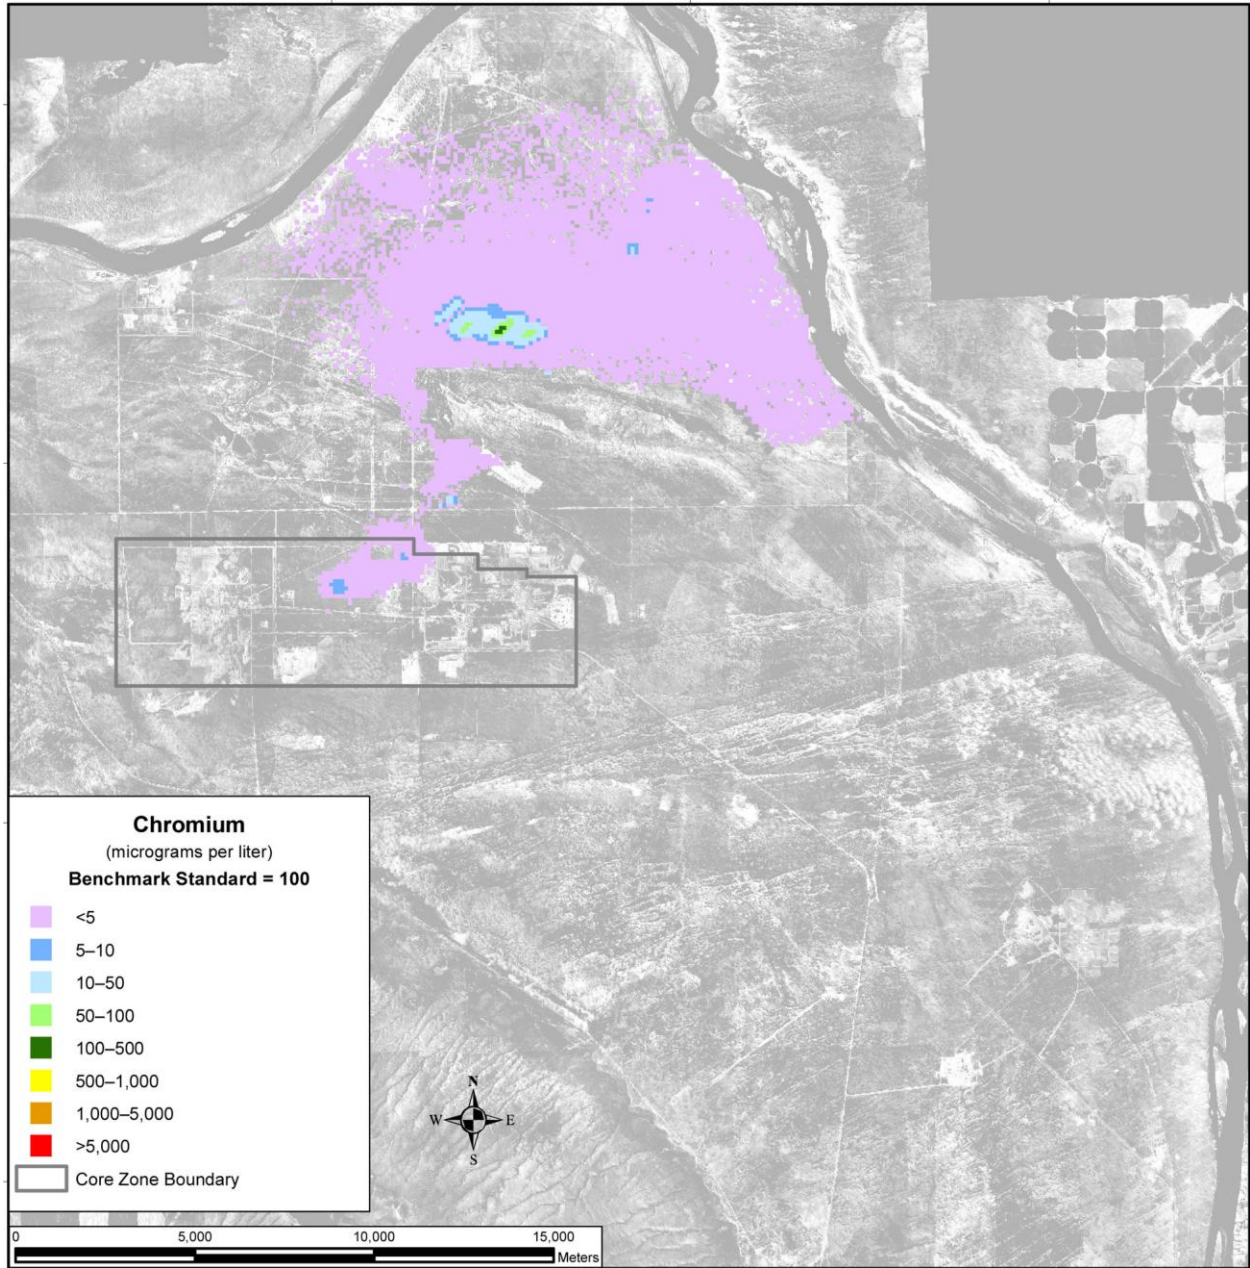 Chromium
(micrograms per liter)
Benchmark Standard = 100
<5
5–10
10–50
50–100
100–500
500–1,000
1,000–5,000
>5,000
Core Zone Boundary
N
W E
S
0 5,000 10,000 15,000
Meters